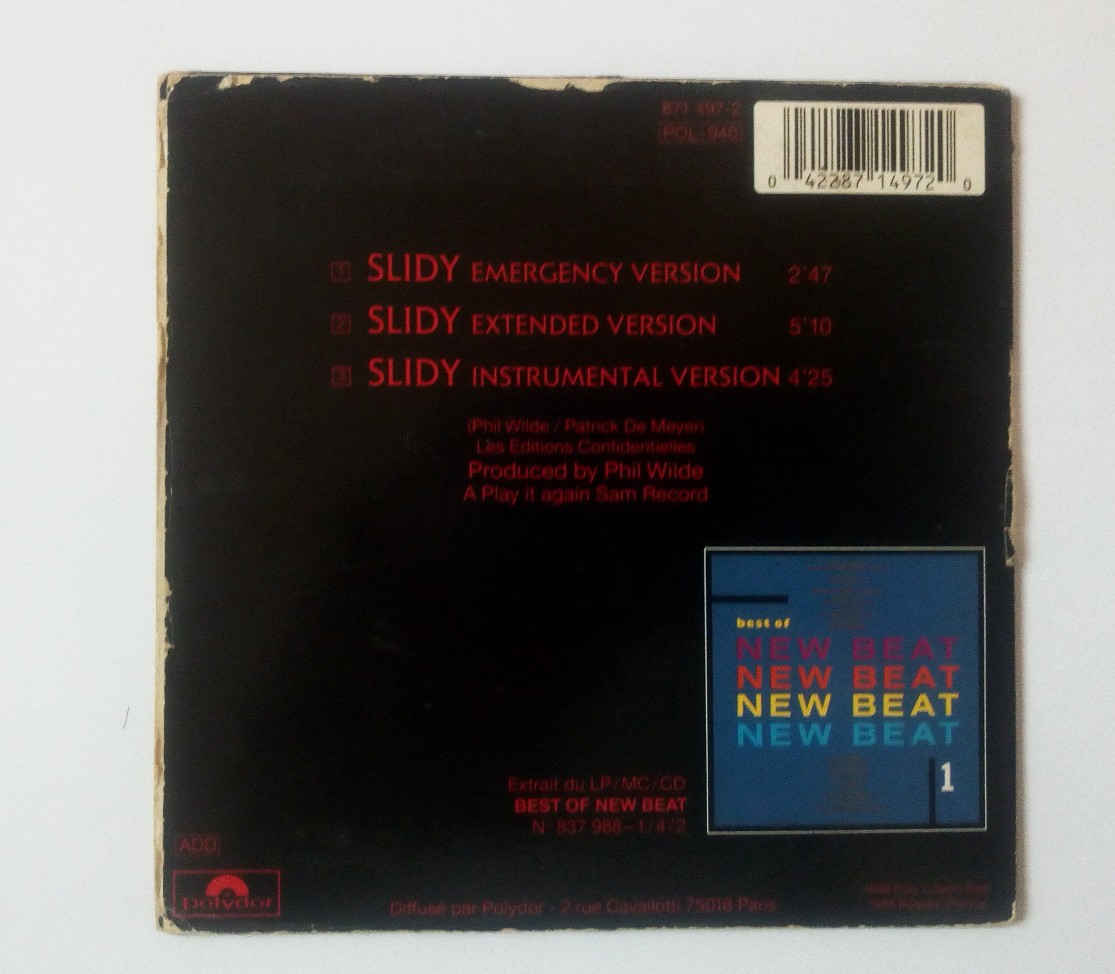 871 497-2
POL 940
0 42287 14972 0
1 SLIDY EMERGENCY VERSION 2'47
2 SLIDY EXTENDED VERSION 5'10
3 SLIDY INSTRUMENTAL VERSION 4'25
(Phil Wilde / Patrick De Meyer)
Les Editions Confidentielles
Produced by Phil Wilde
A Play it again Sam Record
best of
NEW BEAT
NEW BEAT
NEW BEAT
NEW BEAT
1
Extrait du LP/MC/CD
BEST OF NEW BEAT
N° 837 988-1/4/2
ADD
polydor
Diffusé par Polydor - 2 rue Cavallotti 75018 Paris